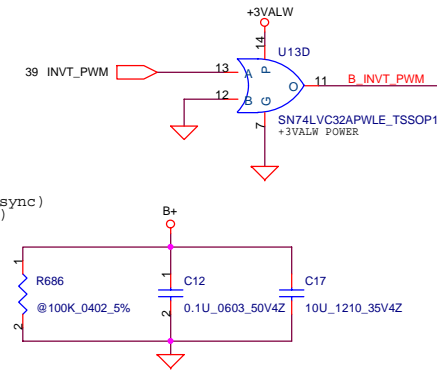 +3VALW
14
U13D
39 INVT_PWM
13
A
P
O
11
B_INVT_PWM
12
B
G
7
SN74LVC32APWLE_TSSOP1
+3VALW POWER
sync)
)
B+
1
R686
@100K_0402_5%
2
1
C12
0.1U_0603_50V4Z
2
C17
10U_1210_35V4Z